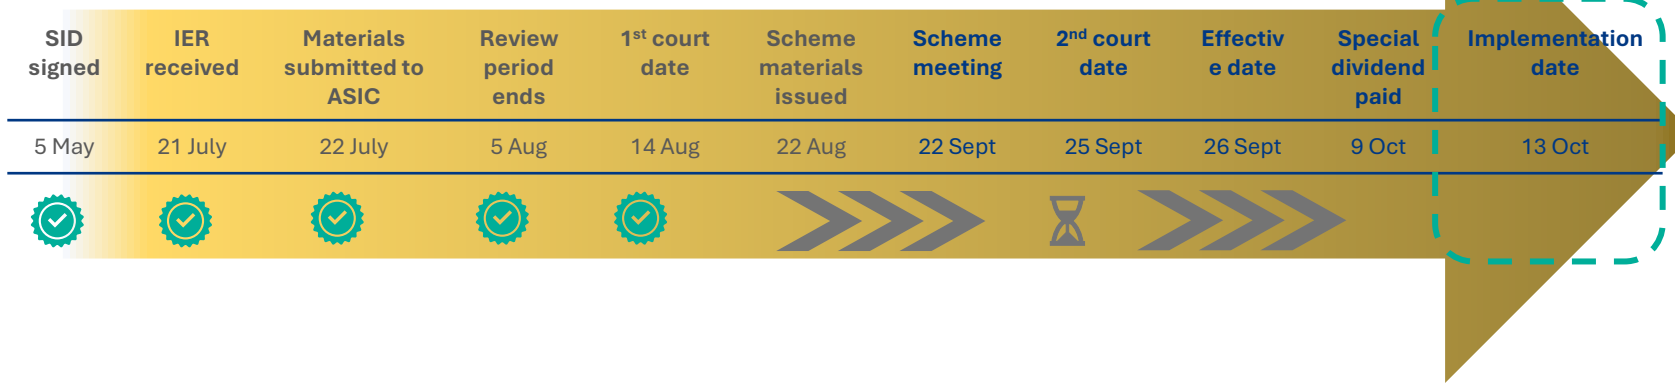 SID signed
IER received
Materials submitted to ASIC
Review period ends
1st court date
Scheme materials issued
Scheme meeting
2nd court date
Effectiv e date
Special dividend paid
Implementation date
5 May
21 July
22 July
5 Aug
14 Aug
22 Aug
22 Sept
25 Sept
26 Sept
9 Oct
13 Oct